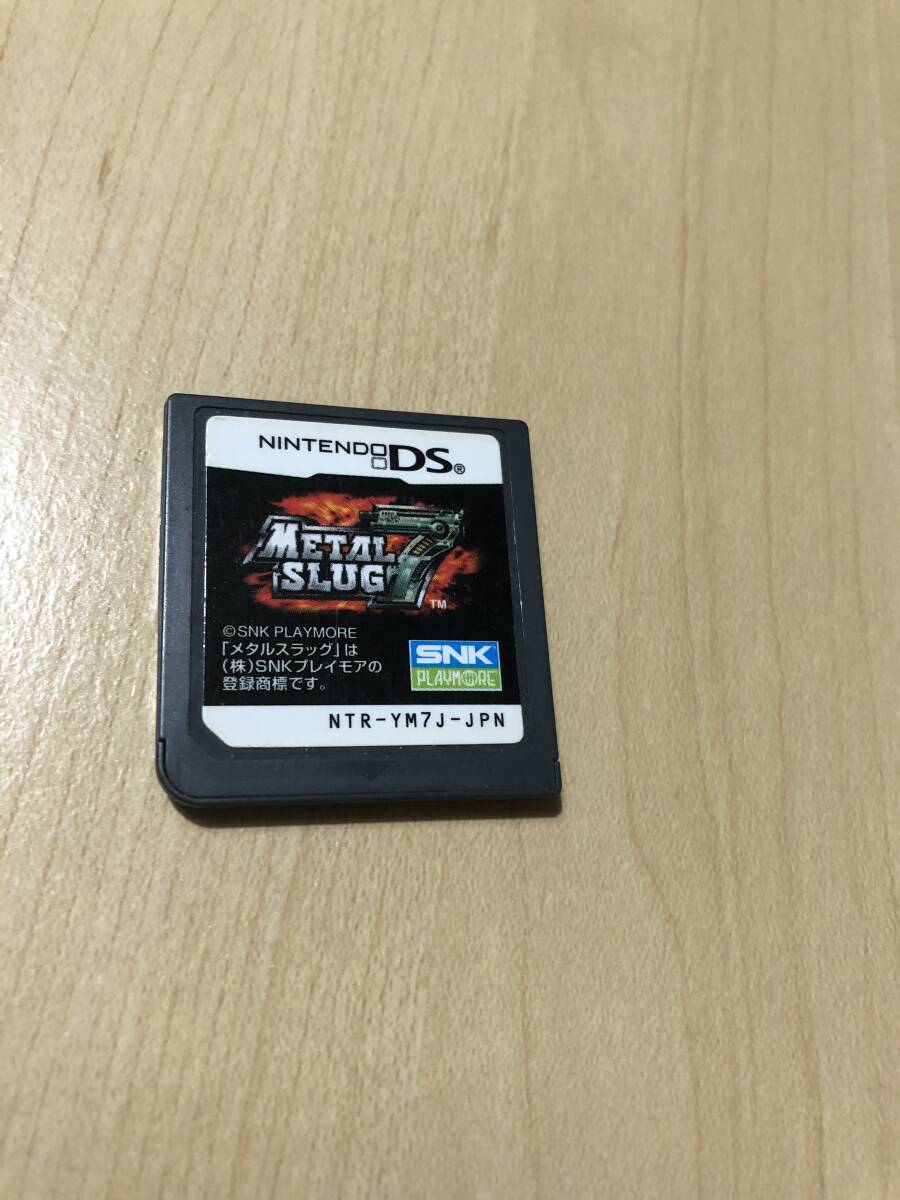 NINTENDO DS®
METAL
SLUG 7
TM
©SNK PLAYMORE
「メタルスラッグ」は
(株)SNKプレイモアの
登録商標です。
SNK
PLAYMORE
NTR-YM7J-JPN